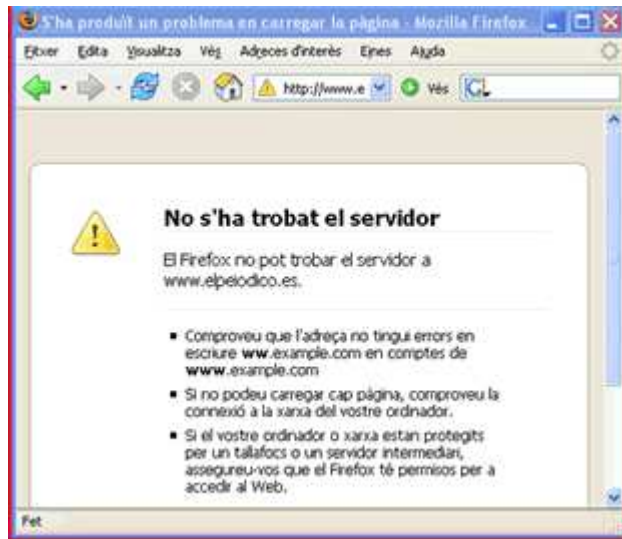 S'ha produït un problema en carregar la pàgina - Mozilla Firefox
Fitxer Edita Visualitza Vés Adreces d'interès Eines Ajuda
http://www.e Vés
No s'ha trobat el servidor
El Firefox no pot trobar el servidor a
www.elpeiodico.es.
Comproveu que l'adreça no tingui errors en
escriure ww.example.com en comptes de
www.example.com
Si no podeu carregar cap pàgina, comproveu la
connexió a la xarxa del vostre ordinador.
Si el vostre ordinador o xarxa estan protegits
per un tallafocs o un servidor intermediari,
assegureu-vos que el Firefox té permisos per a
accedir al Web.
Fet